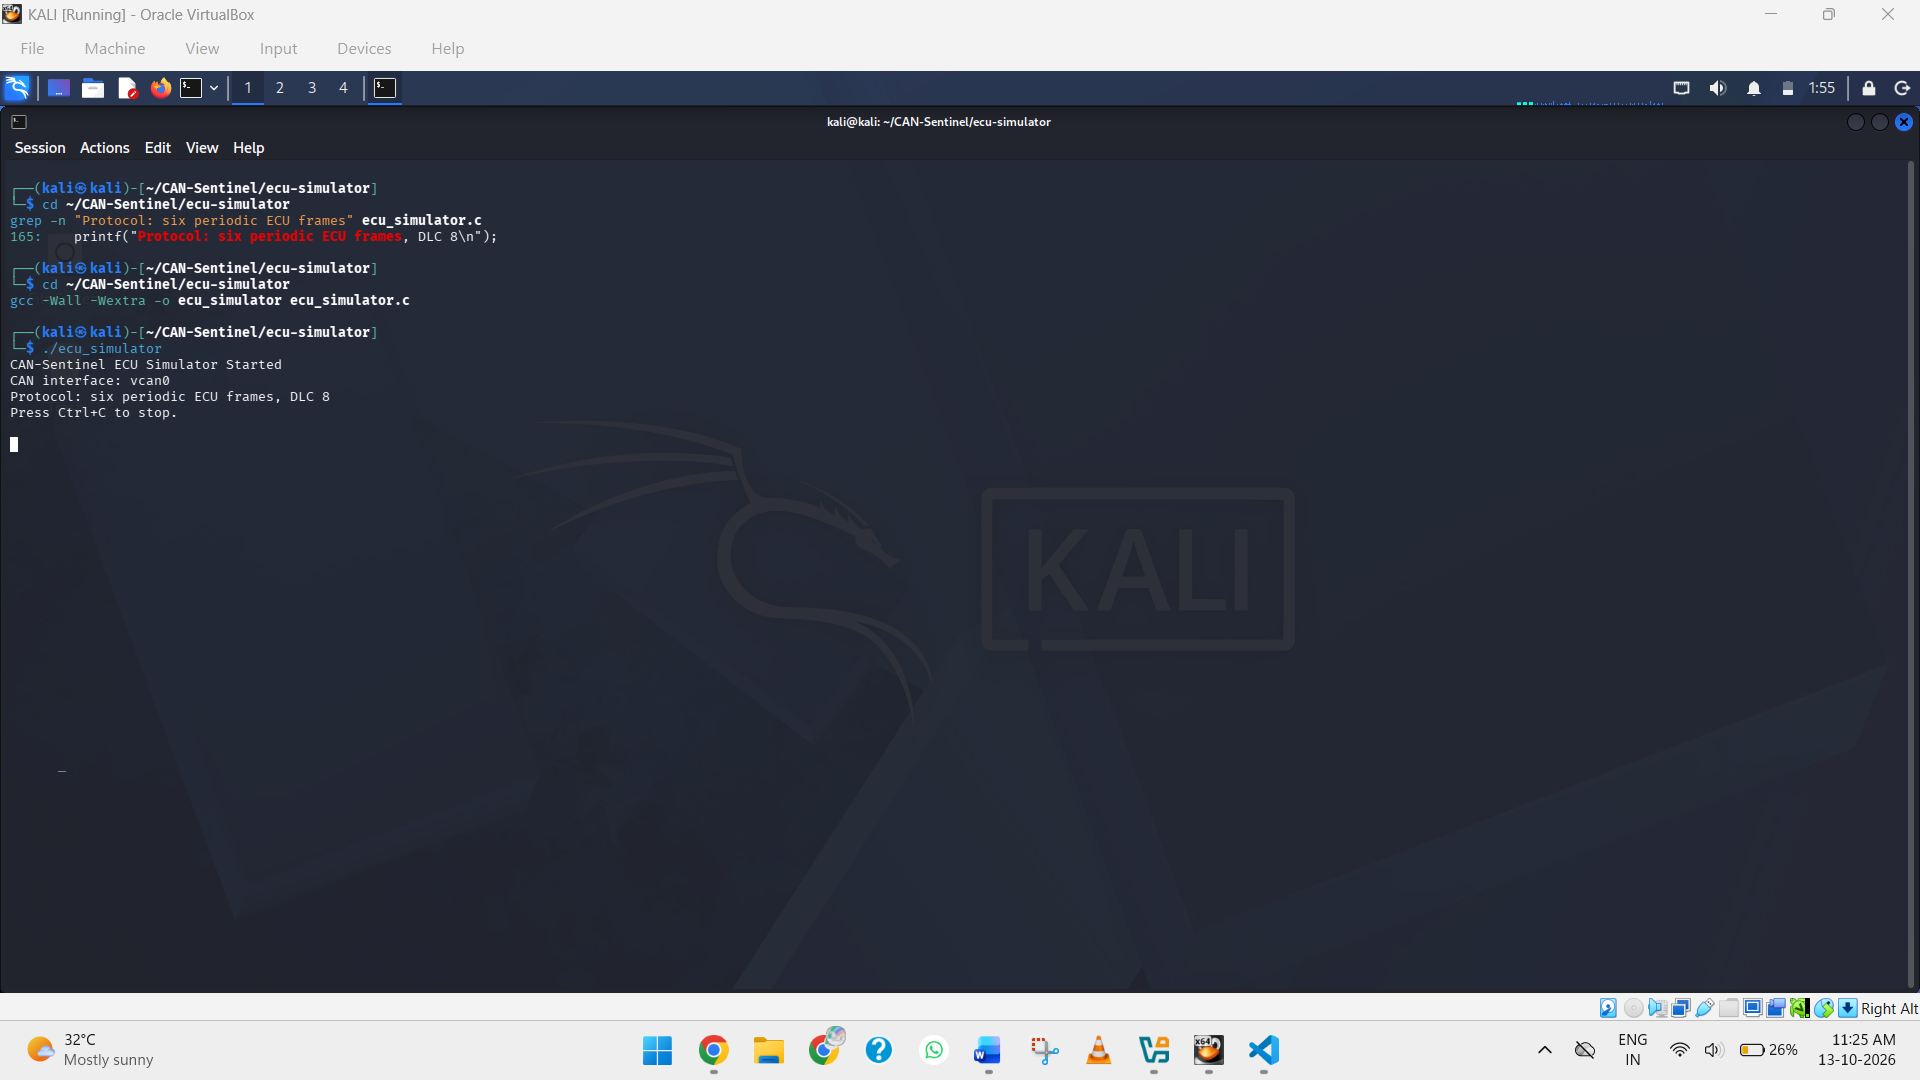 KALI [Running] - Oracle VirtualBox
File Machine View Input Devices Help
1 2 3 4 1:55
kali@kali: ~/CAN-Sentinel/ecu-simulator
Session Actions Edit View Help
┌──(kali㉿kali)-[~/CAN-Sentinel/ecu-simulator]
└─$ cd ~/CAN-Sentinel/ecu-simulator
grep -n "Protocol: six periodic ECU frames" ecu_simulator.c
165:    printf("Protocol: six periodic ECU frames, DLC 8\n");
┌──(kali㉿kali)-[~/CAN-Sentinel/ecu-simulator]
└─$ cd ~/CAN-Sentinel/ecu-simulator
gcc -Wall -Wextra -o ecu_simulator ecu_simulator.c
┌──(kali㉿kali)-[~/CAN-Sentinel/ecu-simulator]
└─$ ./ecu_simulator
CAN-Sentinel ECU Simulator Started
CAN interface: vcan0
Protocol: six periodic ECU frames, DLC 8
Press Ctrl+C to stop.
KALI
Right Alt
32°C
Mostly sunny
ENG
IN
26%
11:25 AM
13-10-2026